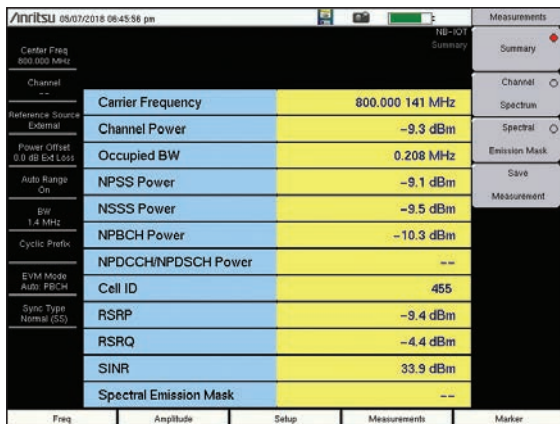 Anritsu 05/07/2018 06:45:56 pm
Measurements
NB-IOT
Summary
Center Freq
800.000 MHz
Channel
--
Reference Source
External
Power Offset
0.0 dB Ext Loss
Auto Range
On
BW
1.4 MHz
Cyclic Prefix
EVM Mode
Auto: PBCH
Sync Type
Normal (SS)
Carrier Frequency 800.000 141 MHz
Channel Power -9.3 dBm
Occupied BW 0.208 MHz
NPSS Power -9.1 dBm
NSSS Power -9.5 dBm
NPBCH Power -10.3 dBm
NPDCCH/NPDSCH Power --
Cell ID 455
RSRP -9.4 dBm
RSRQ -4.4 dBm
SINR 33.9 dBm
Spectral Emission Mask --
Summary
Channel
Spectrum
Spectral
Emission Mask
Save
Measurement
Freq Amplitude Setup Measurements Marker